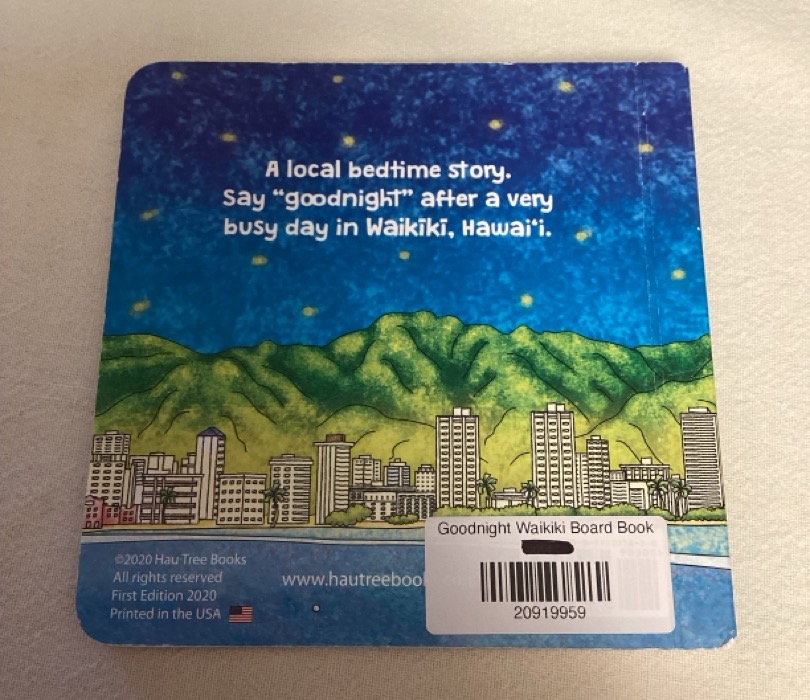 A local bedtime story.
Say “goodnight” after a very
busy day in Waikīkī, Hawai‘i.
©2020 Hau Tree Books
All rights reserved
First Edition 2020
Printed in the USA
Goodnight Waikiki Board Book
20919959